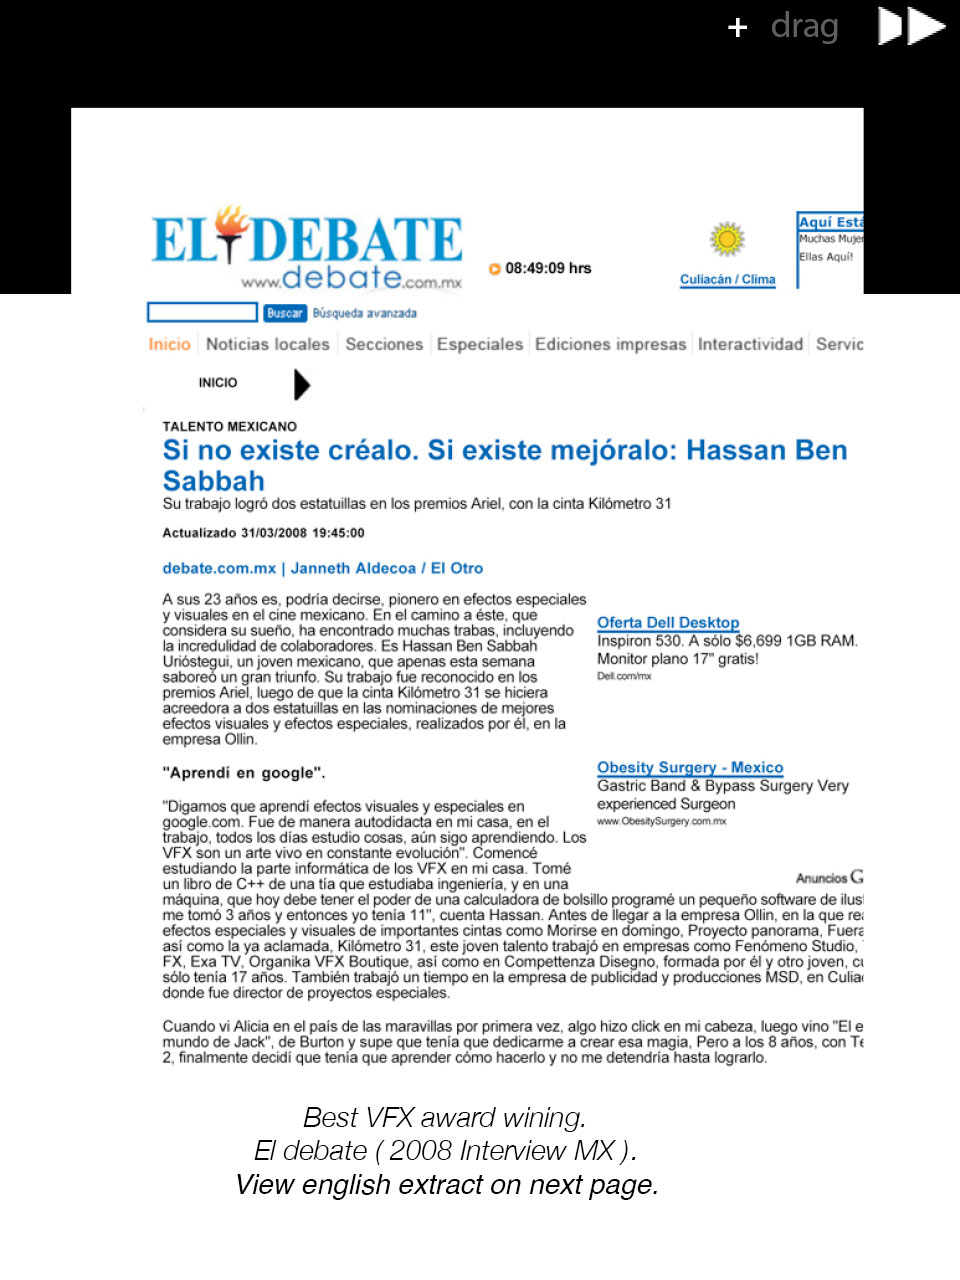 + drag
EL DEBATE
www.debate.com.mx
08:49:09 hrs
Culiacán / Clima
Aquí Está
Muchas Mujer
Ellas Aquí!
Buscar Búsqueda avanzada
Inicio Noticias locales Secciones Especiales Ediciones impresas Interactividad Servic
INICIO
TALENTO MEXICANO
Si no existe créalo. Si existe mejóralo: Hassan Ben
Sabbah
Su trabajo logró dos estatuillas en los premios Ariel, con la cinta Kilómetro 31
Actualizado 31/03/2008 19:45:00
debate.com.mx | Janneth Aldecoa / El Otro
A sus 23 años es, podría decirse, pionero en efectos especiales
y visuales en el cine mexicano. En el camino a éste, que
considera su sueño, ha encontrado muchas trabas, incluyendo
la incredulidad de colaboradores. Es Hassan Ben Sabbah
Urióstegui, un joven mexicano, que apenas esta semana
saboreó un gran triunfo. Su trabajo fue reconocido en los
premios Ariel, luego de que la cinta Kilómetro 31 se hiciera
acreedora a dos estatuillas en las nominaciones de mejores
efectos visuales y efectos especiales, realizados por él, en la
empresa Ollin.
Oferta Dell Desktop
Inspiron 530. A sólo $6,699 1GB RAM.
Monitor plano 17" gratis!
Dell.com/mx
"Aprendí en google".
Obesity Surgery - Mexico
Gastric Band & Bypass Surgery Very
experienced Surgeon
www.ObesitySurgery.com.mx
Anuncios G
"Digamos que aprendí efectos visuales y especiales en
google.com. Fue de manera autodidacta en mi casa, en el
trabajo, todos los días estudio cosas, aún sigo aprendiendo. Los
VFX son un arte vivo en constante evolución". Comencé
estudiando la parte informática de los VFX en mi casa. Tomé
un libro de C++ de una tía que estudiaba ingeniería, y en una
máquina, que hoy debe tener el poder de una calculadora de bolsillo programé un pequeño software de ilus
me tomó 3 años y entonces yo tenía 11", cuenta Hassan. Antes de llegar a la empresa Ollin, en la que rea
efectos especiales y visuales de importantes cintas como Morirse en domingo, Proyecto panorama, Fuera
así como la ya aclamada, Kilómetro 31, este joven talento trabajó en empresas como Fenómeno Studio,
FX, Exa TV, Organika VFX Boutique, así como en Compettenza Disegno, formada por él y otro joven, cu
sólo tenía 17 años. También trabajó un tiempo en la empresa de publicidad y producciones MSD, en Culia
donde fue director de proyectos especiales.
Cuando vi Alicia en el país de las maravillas por primera vez, algo hizo click en mi cabeza, luego vino "El e
mundo de Jack", de Burton y supe que tenía que dedicarme a crear esa magia, Pero a los 8 años, con Te
2, finalmente decidí que tenía que aprender cómo hacerlo y no me detendría hasta lograrlo.
Best VFX award wining.
El debate ( 2008 Interview MX ).
View english extract on next page.